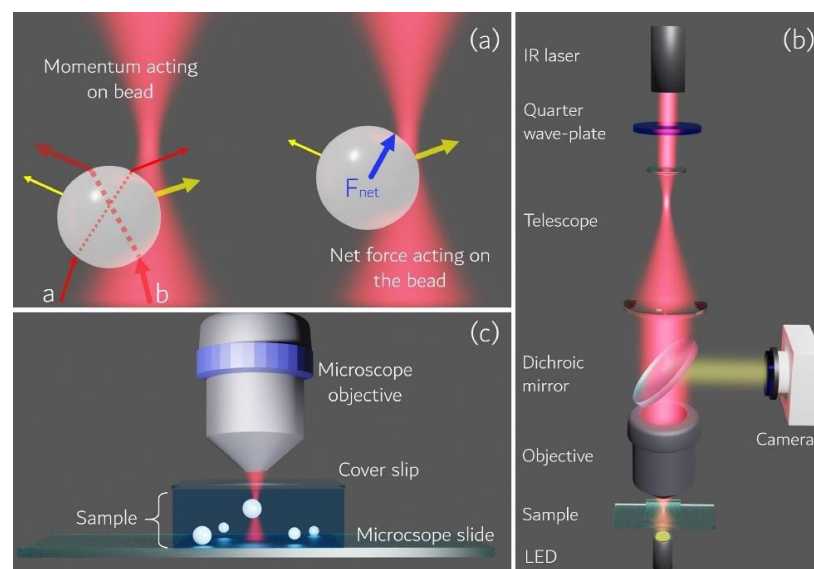 (a)
Momentum acting
on bead
Fnet
Net force acting on
the bead
a
b
(b)
IR laser
Quarter
wave-plate
Telescope
Dichroic
mirror
Camera
Objective
Sample
LED
(c)
Microscope
objective
Cover slip
Sample
Microcsope slide